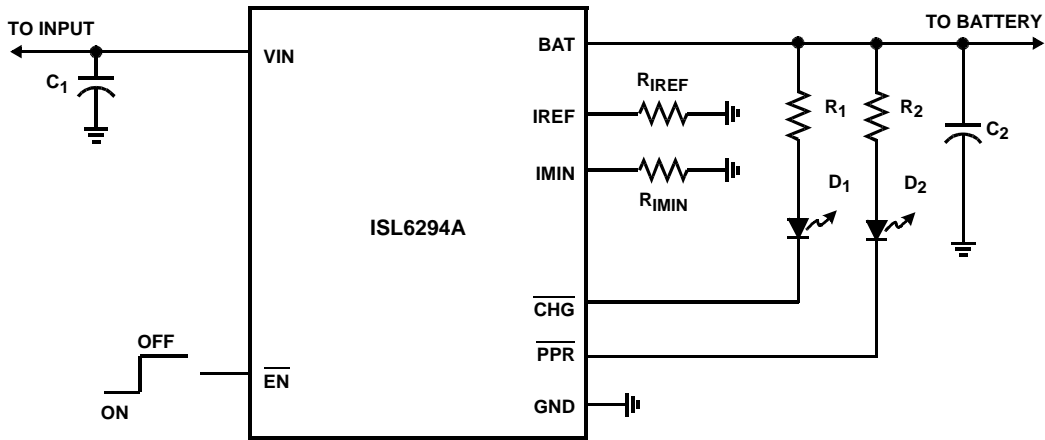 TO INPUT
TO BATTERY
VIN
BAT
C1
RIREF
R1
R2
IREF
C2
IMIN
D1
D2
RIMIN
ISL6294A
CHG
OFF
PPR
EN
ON
GND